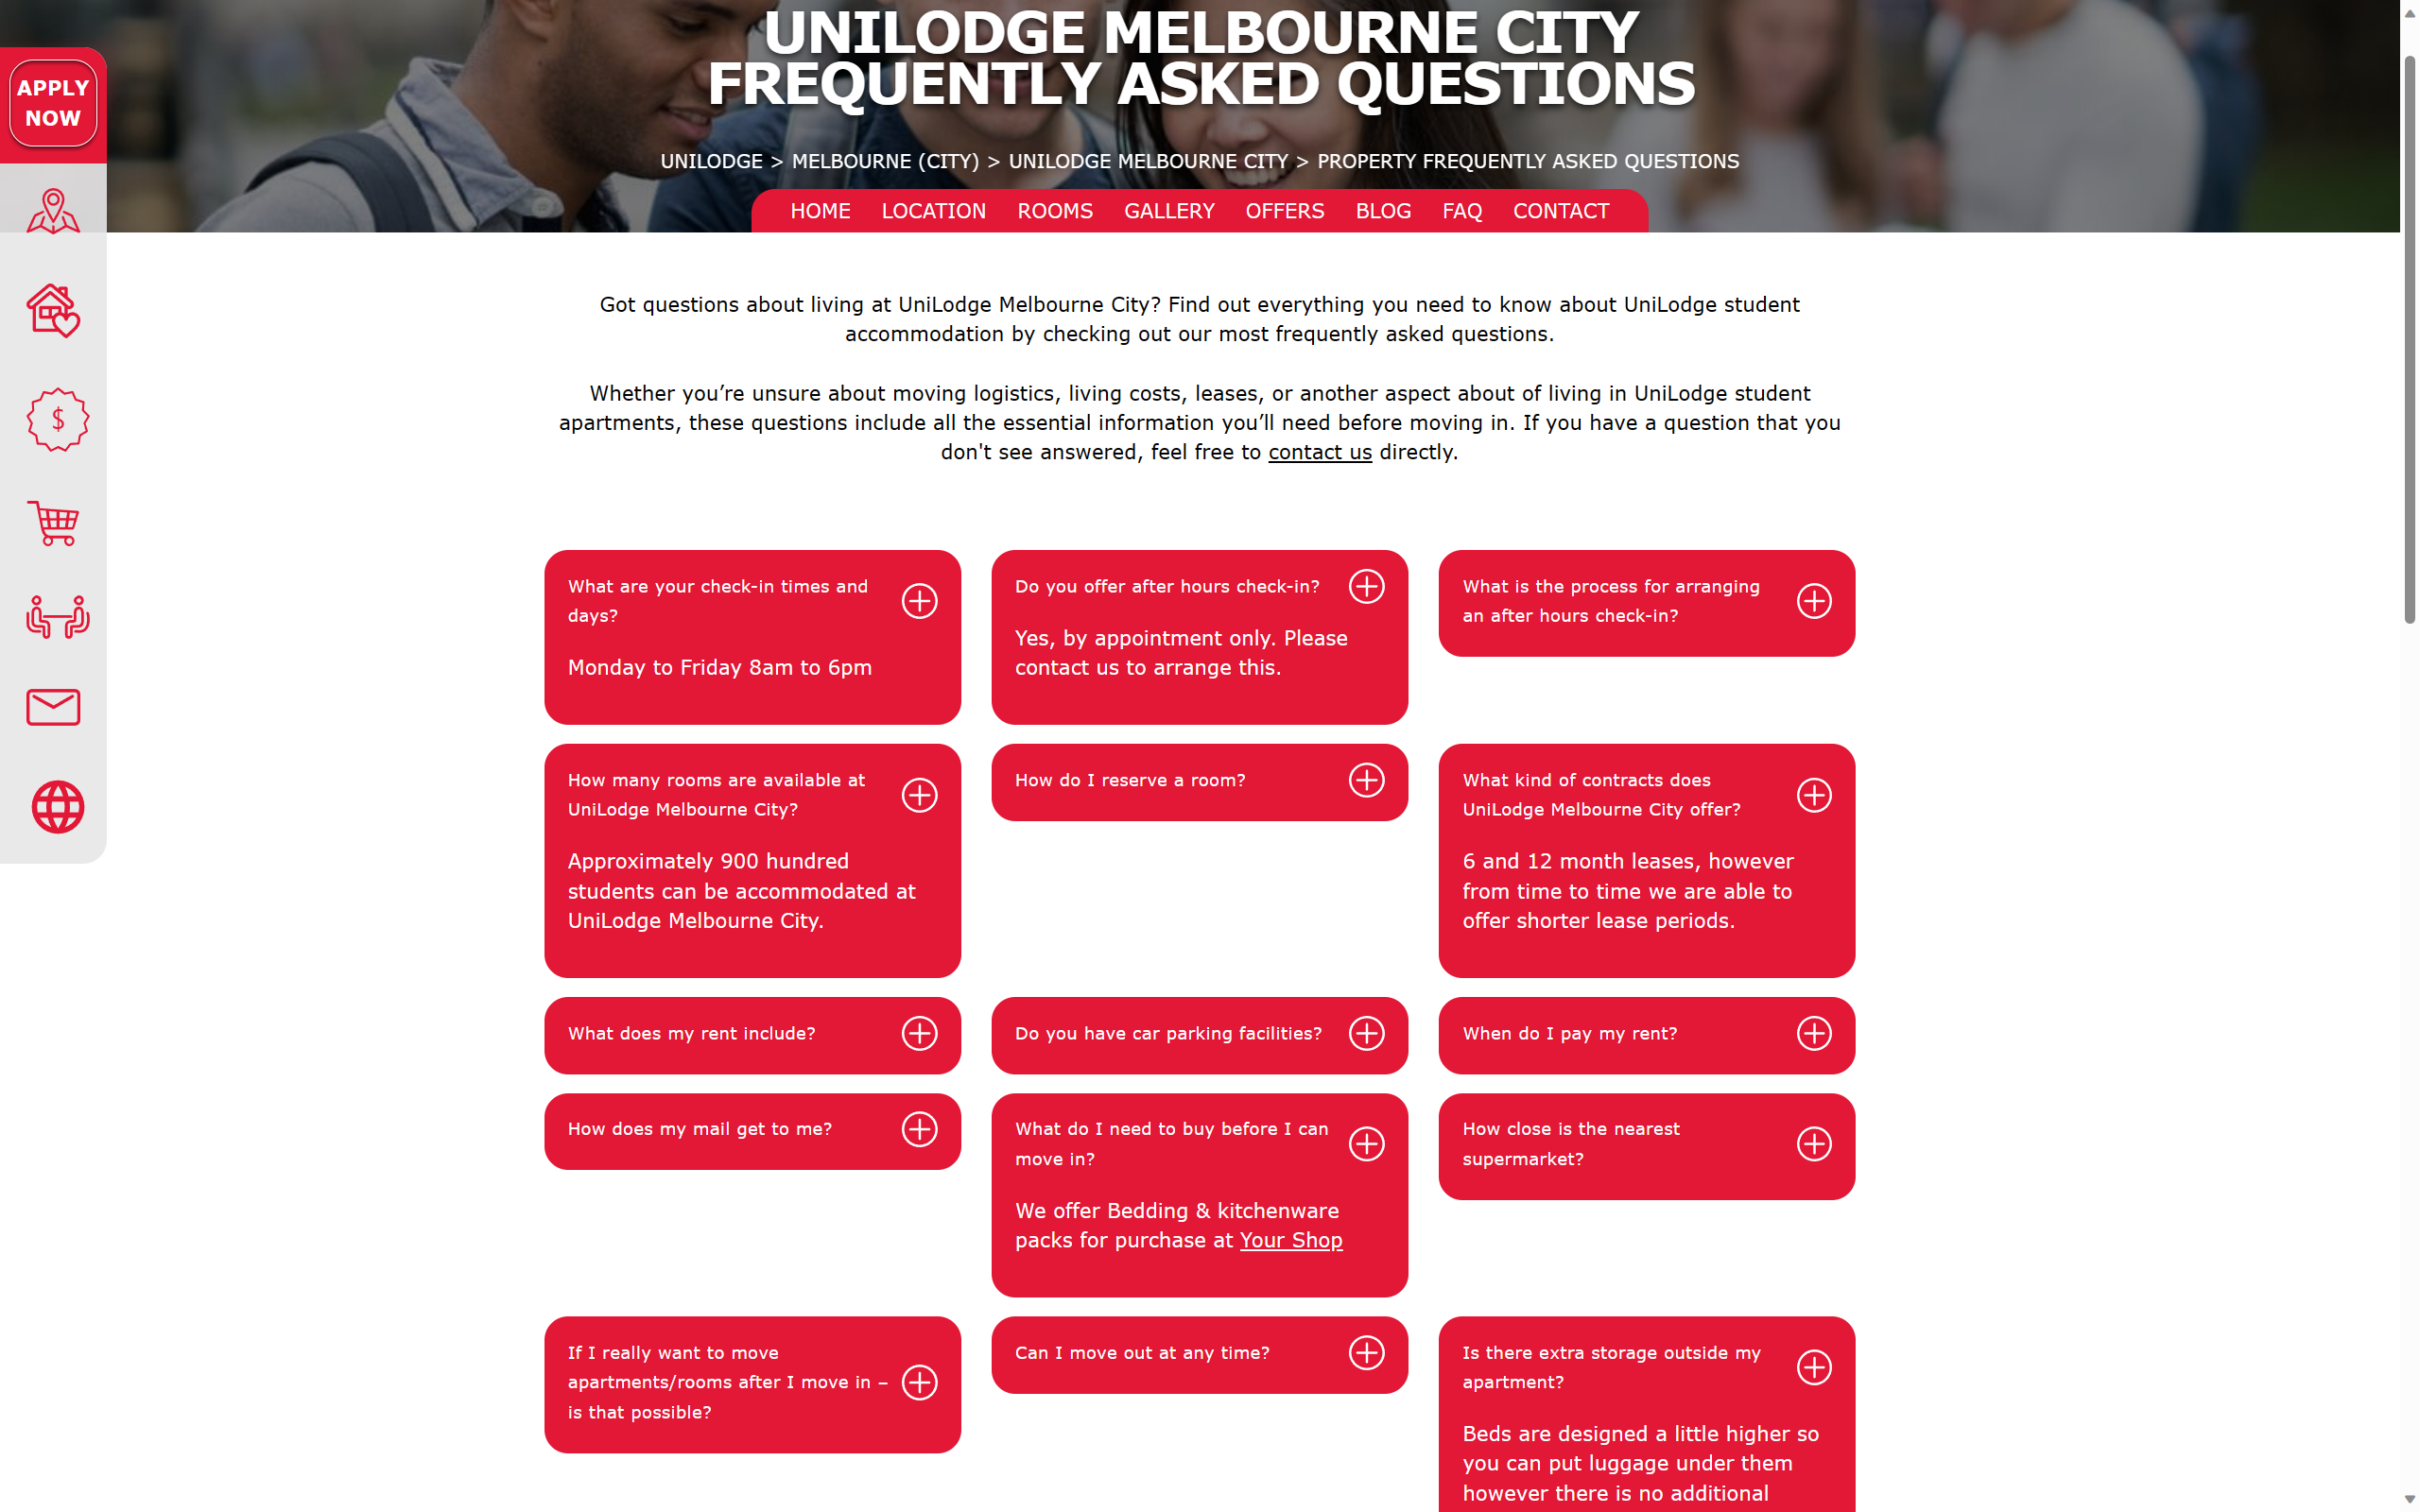 UNILODGE MELBOURNE CITY
FREQUENTLY ASKED QUESTIONS
APPLY
NOW
UNILODGE > MELBOURNE (CITY) > UNILODGE MELBOURNE CITY > PROPERTY FREQUENTLY ASKED QUESTIONS
HOME LOCATION ROOMS GALLERY OFFERS BLOG FAQ CONTACT
$
Got questions about living at UniLodge Melbourne City? Find out everything you need to know about UniLodge student
accommodation by checking out our most frequently asked questions.
Whether you’re unsure about moving logistics, living costs, leases, or another aspect about of living in UniLodge student
apartments, these questions include all the essential information you’ll need before moving in. If you have a question that you
don't see answered, feel free to contact us directly.
What are your check-in times and
days?
Monday to Friday 8am to 6pm
Do you offer after hours check-in?
Yes, by appointment only. Please
contact us to arrange this.
What is the process for arranging
an after hours check-in?
How many rooms are available at
UniLodge Melbourne City?
Approximately 900 hundred
students can be accommodated at
UniLodge Melbourne City.
How do I reserve a room?
What kind of contracts does
UniLodge Melbourne City offer?
6 and 12 month leases, however
from time to time we are able to
offer shorter lease periods.
What does my rent include?
Do you have car parking facilities?
When do I pay my rent?
How does my mail get to me?
What do I need to buy before I can
move in?
We offer Bedding & kitchenware
packs for purchase at Your Shop
How close is the nearest
supermarket?
If I really want to move
apartments/rooms after I move in –
is that possible?
Can I move out at any time?
Is there extra storage outside my
apartment?
Beds are designed a little higher so
you can put luggage under them
however there is no additional